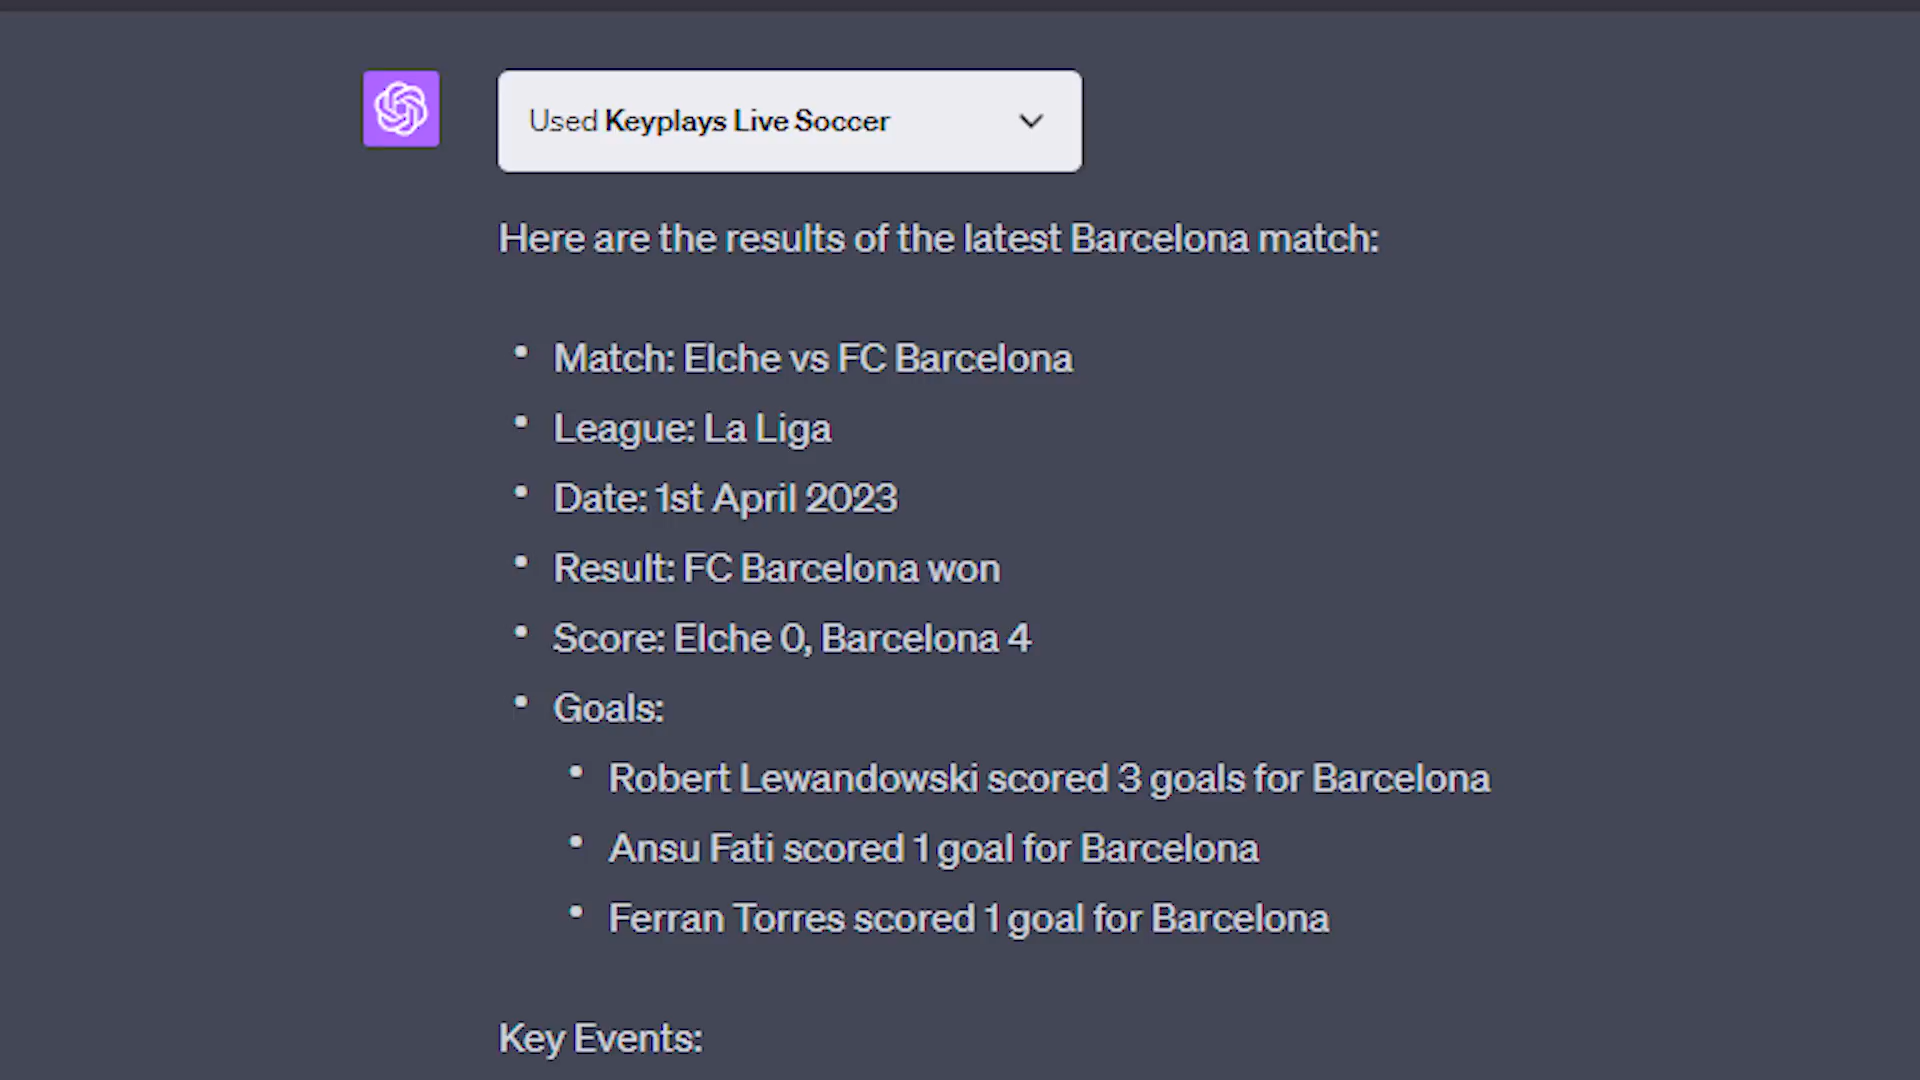 Used Keyplays Live Soccer
Here are the results of the latest Barcelona match:
• Match: Elche vs FC Barcelona
• League: La Liga
• Date: 1st April 2023
• Result: FC Barcelona won
• Score: Elche 0, Barcelona 4
• Goals:
• Robert Lewandowski scored 3 goals for Barcelona
• Ansu Fati scored 1 goal for Barcelona
• Ferran Torres scored 1 goal for Barcelona
Key Events: